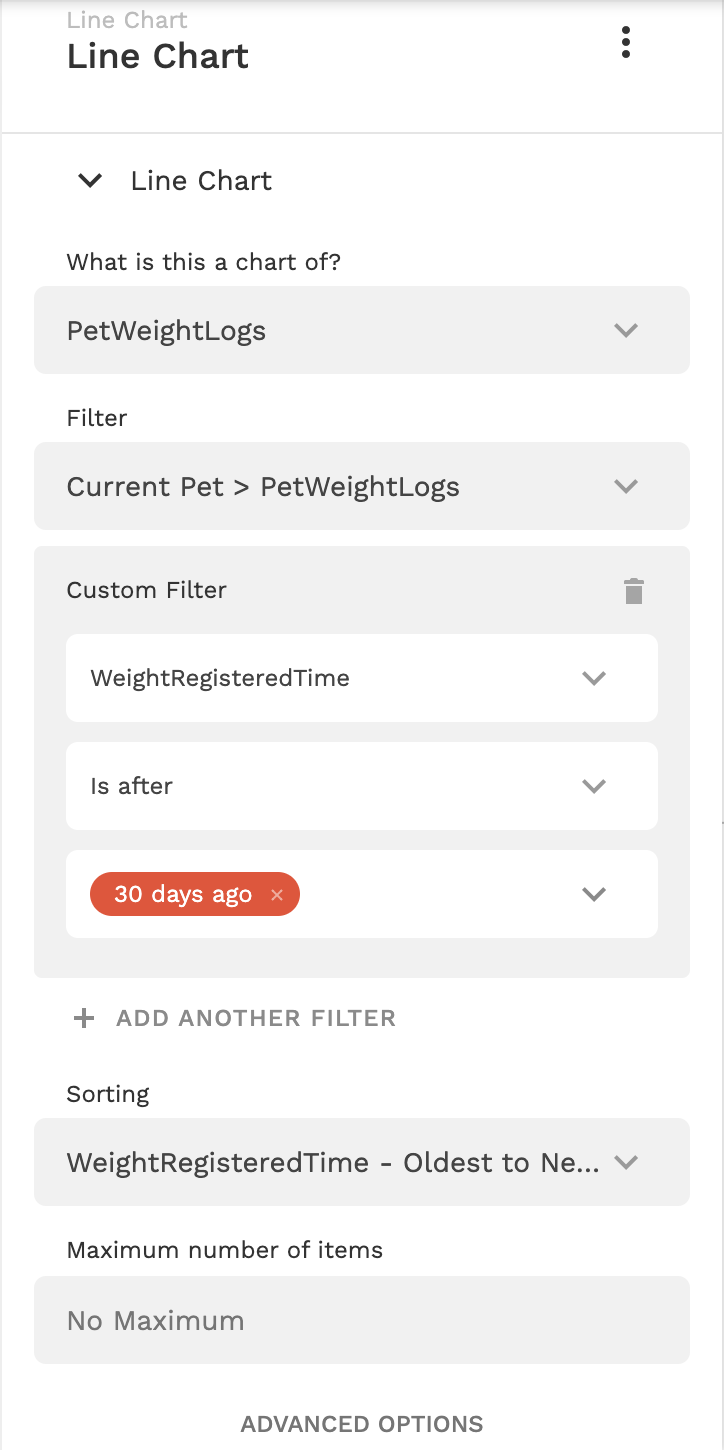 Line Chart
Line Chart
Line Chart
What is this a chart of?
PetWeightLogs
Filter
Current Pet > PetWeightLogs
Custom Filter
WeightRegisteredTime
Is after
30 days ago ×
ADD ANOTHER FILTER
Sorting
WeightRegisteredTime - Oldest to Ne...
Maximum number of items
No Maximum
ADVANCED OPTIONS